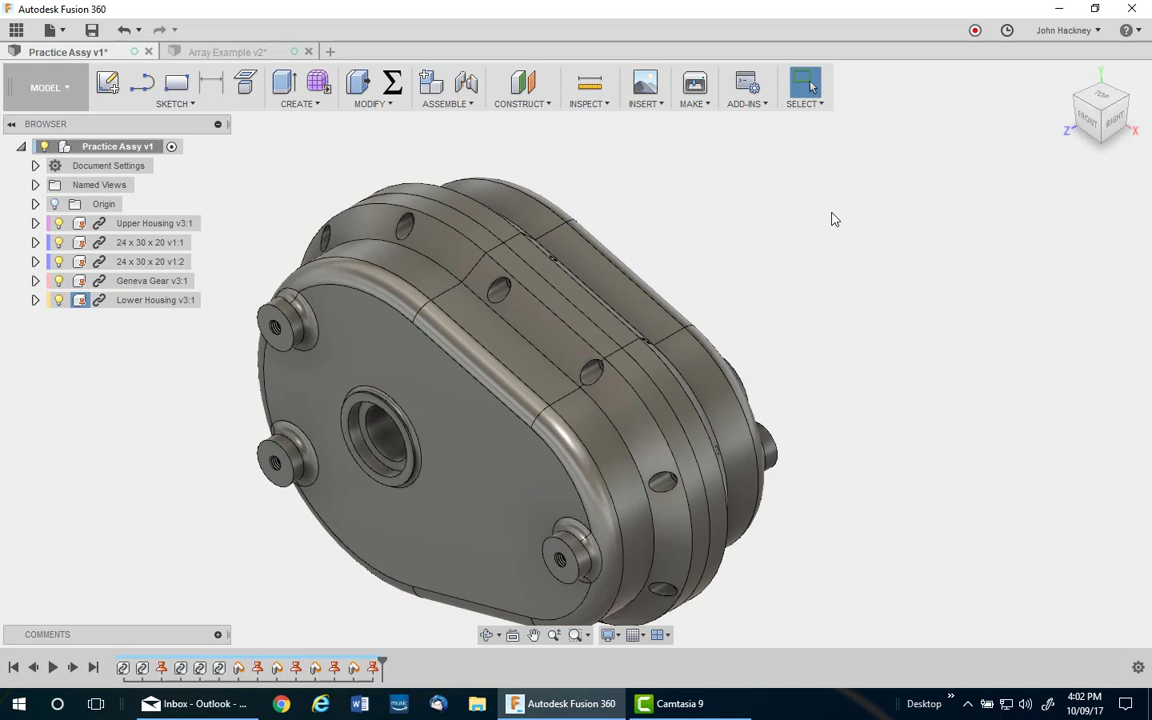 Autodesk Fusion 360
John Hackney
Practice Assy v1*
Array Example v2*
MODEL
SKETCH
CREATE
MODIFY
ASSEMBLE
CONSTRUCT
INSPECT
INSERT
MAKE
ADD-INS
SELECT
BROWSER
TOP
FRONT
RIGHT
Y
Z
X
Practice Assy v1
Document Settings
Named Views
Origin
Upper Housing v3:1
24 x 30 x 20 v1:1
24 x 30 x 20 v1:2
Geneva Gear v3:1
Lower Housing v3:1
COMMENTS
Inbox - Outlook - ...
Autodesk Fusion 360
Camtasia 9
Desktop
4:02 PM
10/09/17